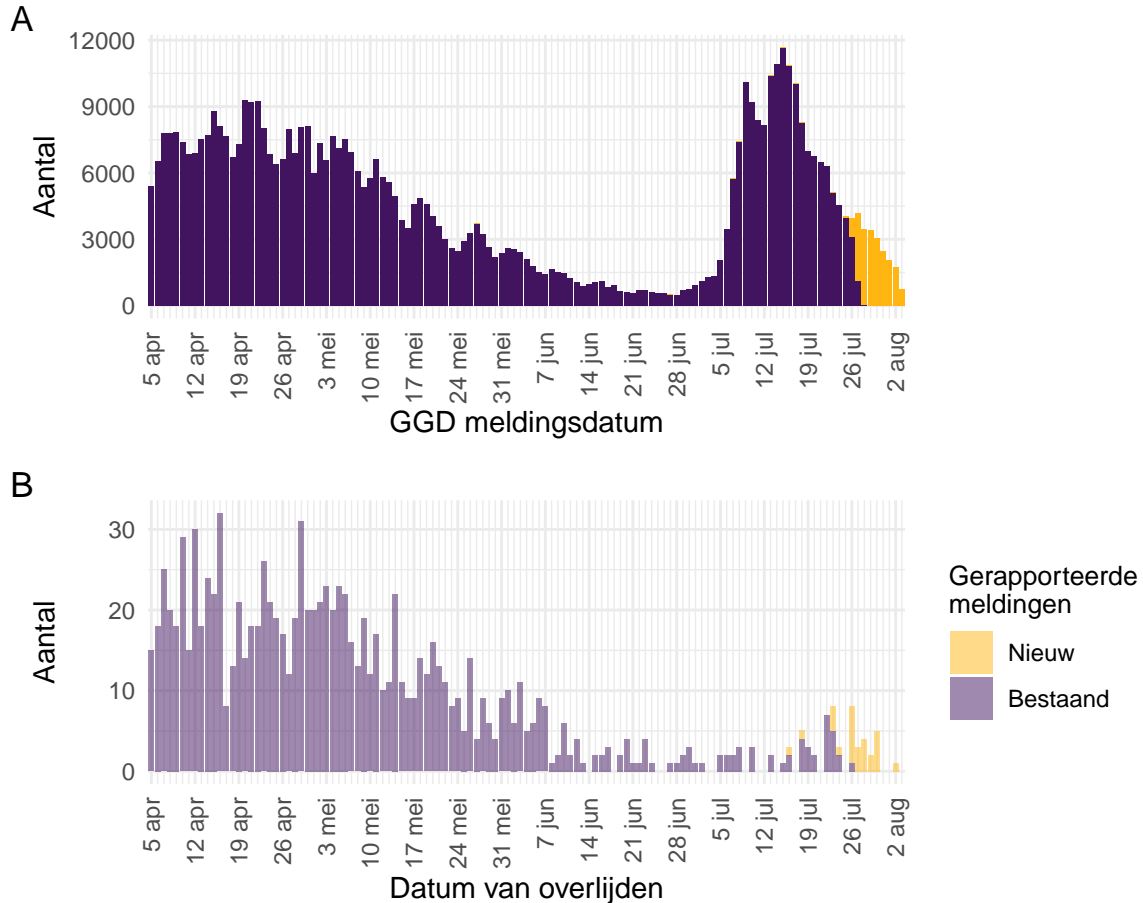 A
12000
9000
6000
3000
0
Aantal
5 apr
12 apr
19 apr
26 apr
3 mei
10 mei
17 mei
24 mei
31 mei
7 jun
14 jun
21 jun
28 jun
5 jul
12 jul
19 jul
26 jul
2 aug
GGD meldingsdatum
B
30
20
10
0
Aantal
5 apr
12 apr
19 apr
26 apr
3 mei
10 mei
17 mei
24 mei
31 mei
7 jun
14 jun
21 jun
28 jun
5 jul
12 jul
19 jul
26 jul
2 aug
Datum van overlijden
Gerapporteerde
meldingen
Nieuw
Bestaand